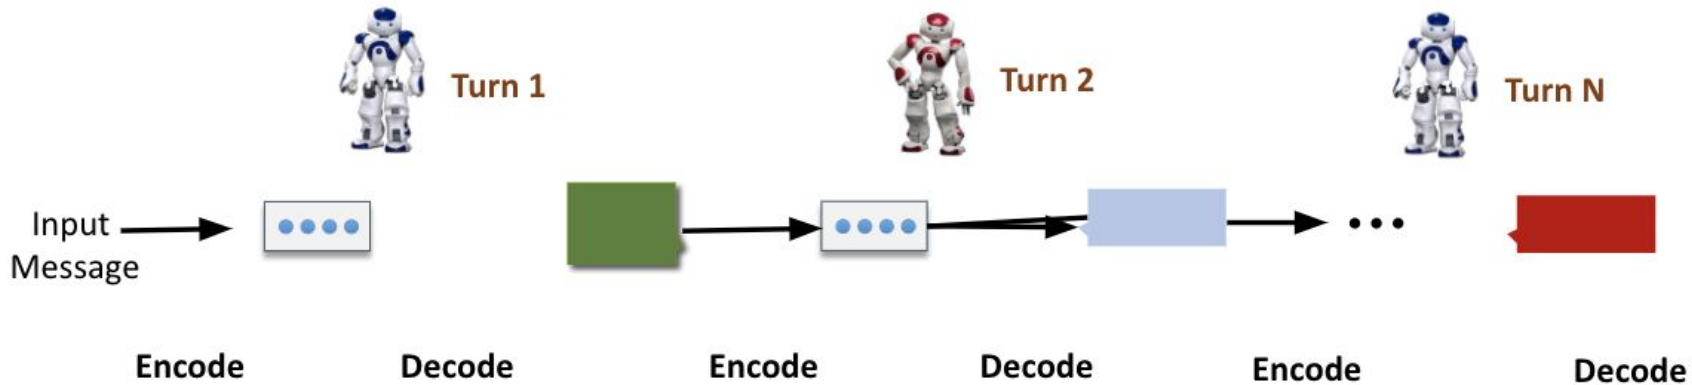 Turn 1
Turn 2
Turn N
Input
Message
Encode
Decode
Encode
Decode
Encode
Decode